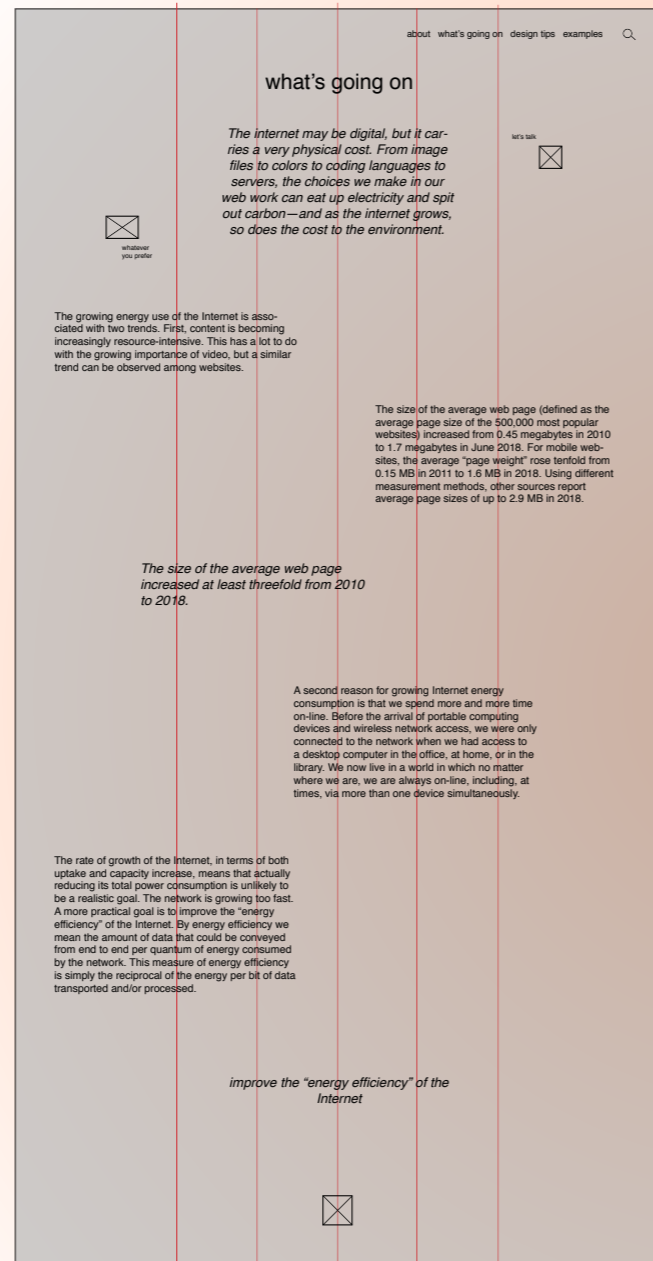 about what's going on design tips examples
what's going on
The internet may be digital, but it car-
ries a very physical cost. From image
files to colors to coding languages to
servers, the choices we make in our
web work can eat up electricity and spit
out carbon—and as the internet grows,
so does the cost to the environment.
let's talk
whatever
you prefer
The growing energy use of the Internet is asso-
ciated with two trends. First, content is becoming
increasingly resource-intensive. This has a lot to do
with the growing importance of video, but a similar
trend can be observed among websites.
The size of the average web page (defined as the
average page size of the 500,000 most popular
websites) increased from 0.45 megabytes in 2010
to 1.7 megabytes in June 2018. For mobile web-
sites, the average “page weight” rose tenfold from
0.15 MB in 2011 to 1.6 MB in 2018. Using different
measurement methods, other sources report
average page sizes of up to 2.9 MB in 2018.
The size of the average web page
increased at least threefold from 2010
to 2018.
A second reason for growing Internet energy
consumption is that we spend more and more time
on-line. Before the arrival of portable computing
devices and wireless network access, we were only
connected to the network when we had access to
a desktop computer in the office, at home, or in the
library. We now live in a world in which no matter
where we are, we are always on-line, including, at
times, via more than one device simultaneously.
The rate of growth of the Internet, in terms of both
uptake and capacity increase, means that actually
reducing its total power consumption is unlikely to
be a realistic goal. The network is growing too fast.
A more practical goal is to improve the “energy
efficiency” of the Internet. By energy efficiency we
mean the amount of data that could be conveyed
from end to end per quantum of energy consumed
by the network. This measure of energy efficiency
is simply the reciprocal of the energy per bit of data
transported and/or processed.
improve the “energy efficiency” of the
Internet